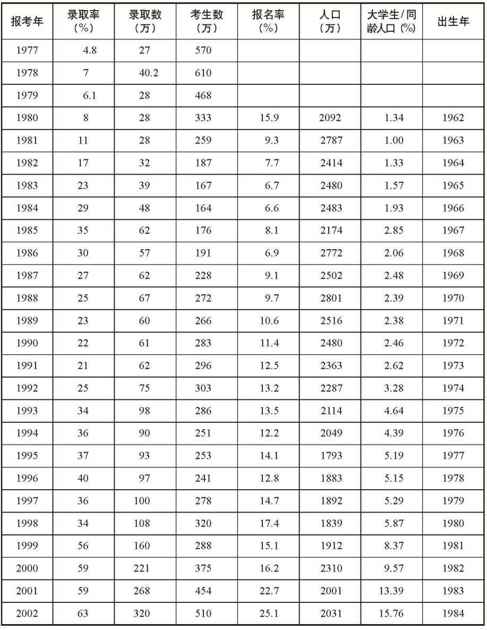 报考年 录取率（%） 录取数（万） 考生数（万） 报名率（%） 人口（万） 大学生/同龄人口（%） 出生年
1977 4.8 27 570
1978 7 40.2 610
1979 6.1 28 468
1980 8 28 333 15.9 2092 1.34 1962
1981 11 28 259 9.3 2787 1.00 1963
1982 17 32 187 7.7 2414 1.33 1964
1983 23 39 167 6.7 2480 1.57 1965
1984 29 48 164 6.6 2483 1.93 1966
1985 35 62 176 8.1 2174 2.85 1967
1986 30 57 191 6.9 2772 2.06 1968
1987 27 62 228 9.1 2502 2.48 1969
1988 25 67 272 9.7 2801 2.39 1970
1989 23 60 266 10.6 2516 2.38 1971
1990 22 61 283 11.4 2480 2.46 1972
1991 21 62 296 12.5 2363 2.62 1973
1992 25 75 303 13.2 2287 3.28 1974
1993 34 98 286 13.5 2114 4.64 1975
1994 36 90 251 12.2 2049 4.39 1976
1995 37 93 253 14.1 1793 5.19 1977
1996 40 97 241 12.8 1883 5.15 1978
1997 36 100 278 14.7 1892 5.29 1979
1998 34 108 320 17.4 1839 5.87 1980
1999 56 160 288 15.1 1912 8.37 1981
2000 59 221 375 16.2 2310 9.57 1982
2001 59 268 454 22.7 2001 13.39 1983
2002 63 320 510 25.1 2031 15.76 1984